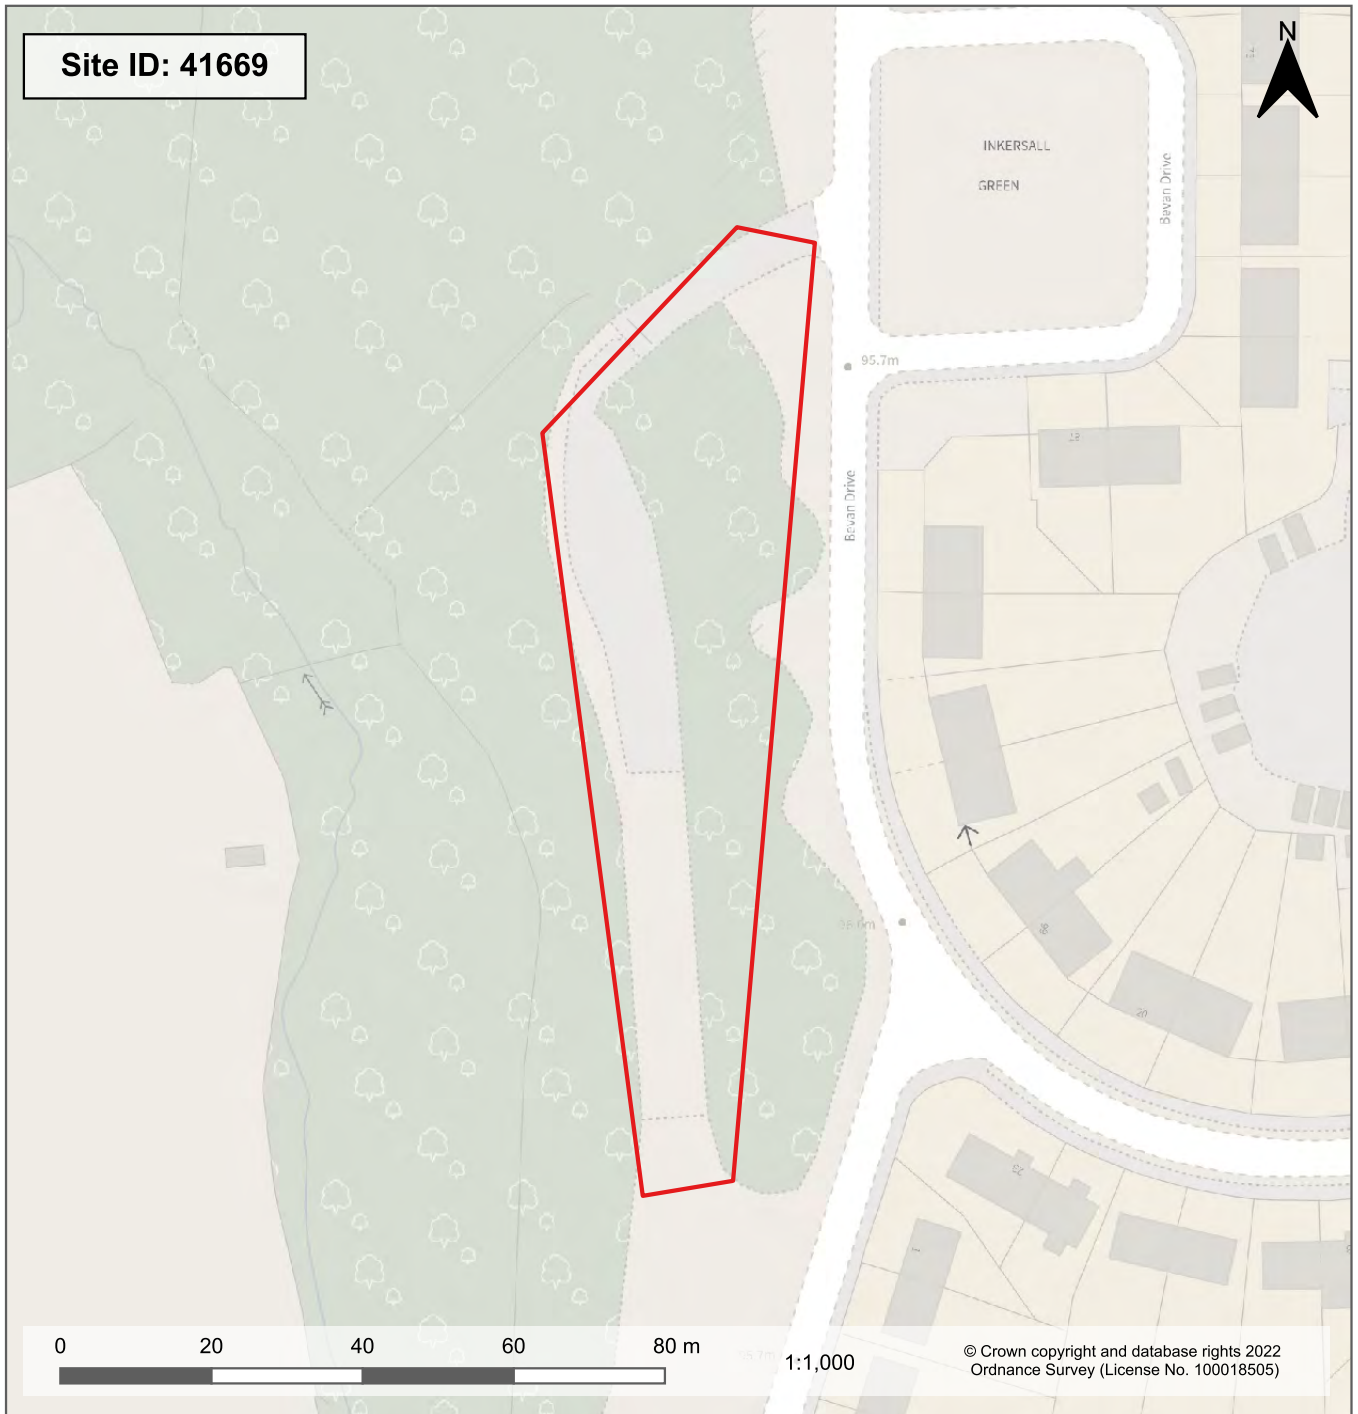 Site ID: 41669
N
INKERSALL
GREEN
Bevan Drive
95.7m
Bevan Drive
0 20 40 60 80 m
1:1,000
© Crown copyright and database rights 2022
Ordnance Survey (License No. 100018505)